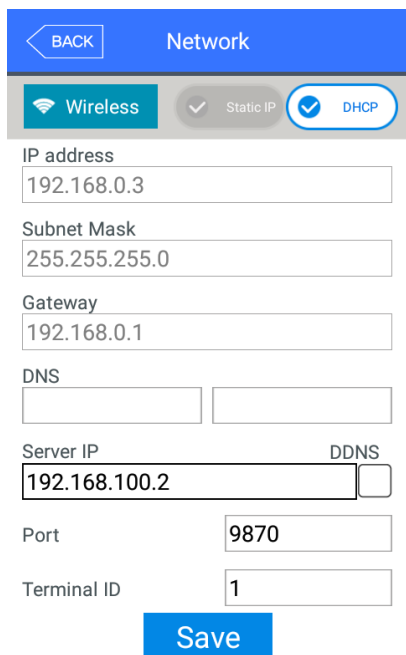 BACK Network
Wireless Static IP DHCP
IP address
192.168.0.3
Subnet Mask
255.255.255.0
Gateway
192.168.0.1
DNS
Server IP DDNS
192.168.100.2
Port 9870
Terminal ID 1
Save